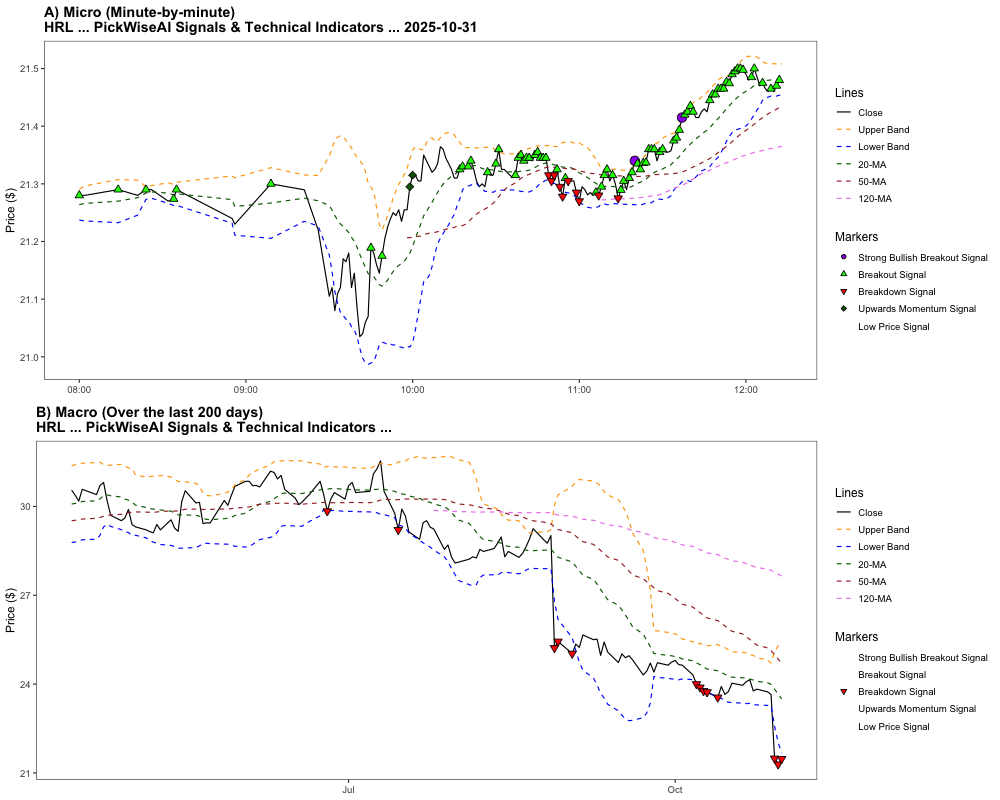 A) Micro (Minute-by-minute)
HRL ... PickWiseAI Signals & Technical Indicators ... 2025-10-31
Price ($)
21.5
21.4
21.3
21.2
21.1
21.0
08:00
09:00
10:00
11:00
12:00
Lines
Close
Upper Band
Lower Band
20-MA
50-MA
120-MA
Markers
Strong Bullish Breakout Signal
Breakout Signal
Breakdown Signal
Upwards Momentum Signal
Low Price Signal
B) Macro (Over the last 200 days)
HRL ... PickWiseAI Signals & Technical Indicators ...
Price ($)
30
27
24
21
Jul
Oct
Lines
Close
Upper Band
Lower Band
20-MA
50-MA
120-MA
Markers
Strong Bullish Breakout Signal
Breakout Signal
Breakdown Signal
Upwards Momentum Signal
Low Price Signal